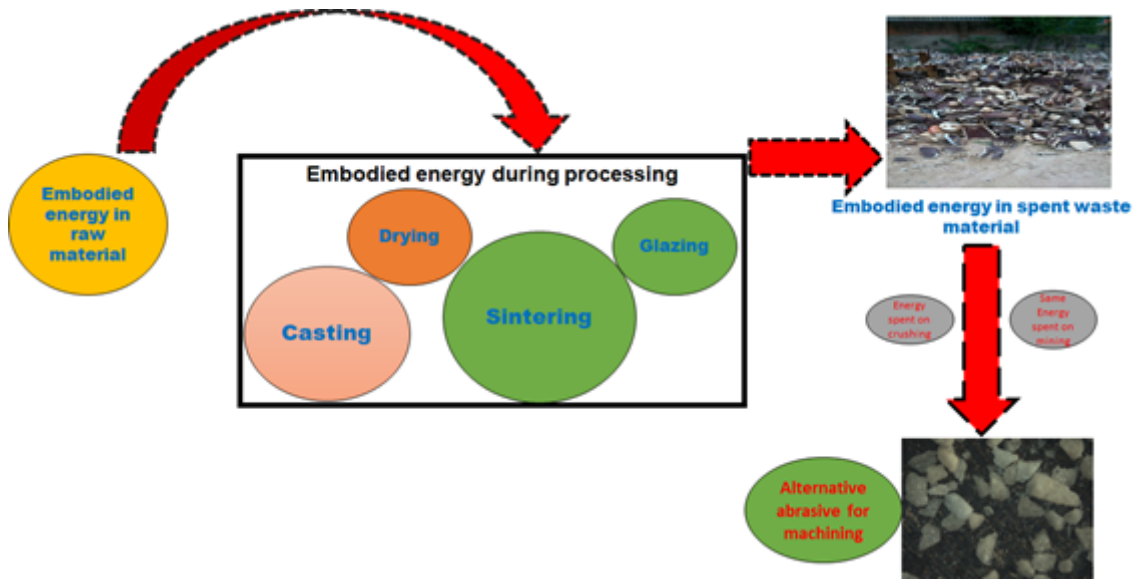 Embodied energy during processing
Embodied
energy in
raw
material
Drying
Glazing
Casting
Sintering
Embodied energy in spent waste
material
Energy
spent on
crushing
Same
Energy
spent on
mining
Alternative
abrasive for
machining